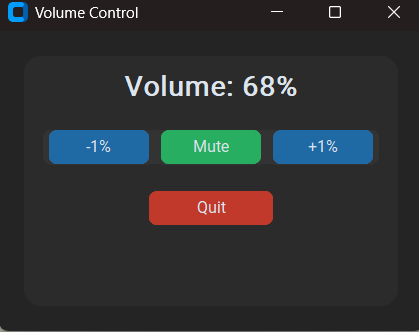 Volume Control
Volume: 68%
-1% Mute +1%
Quit